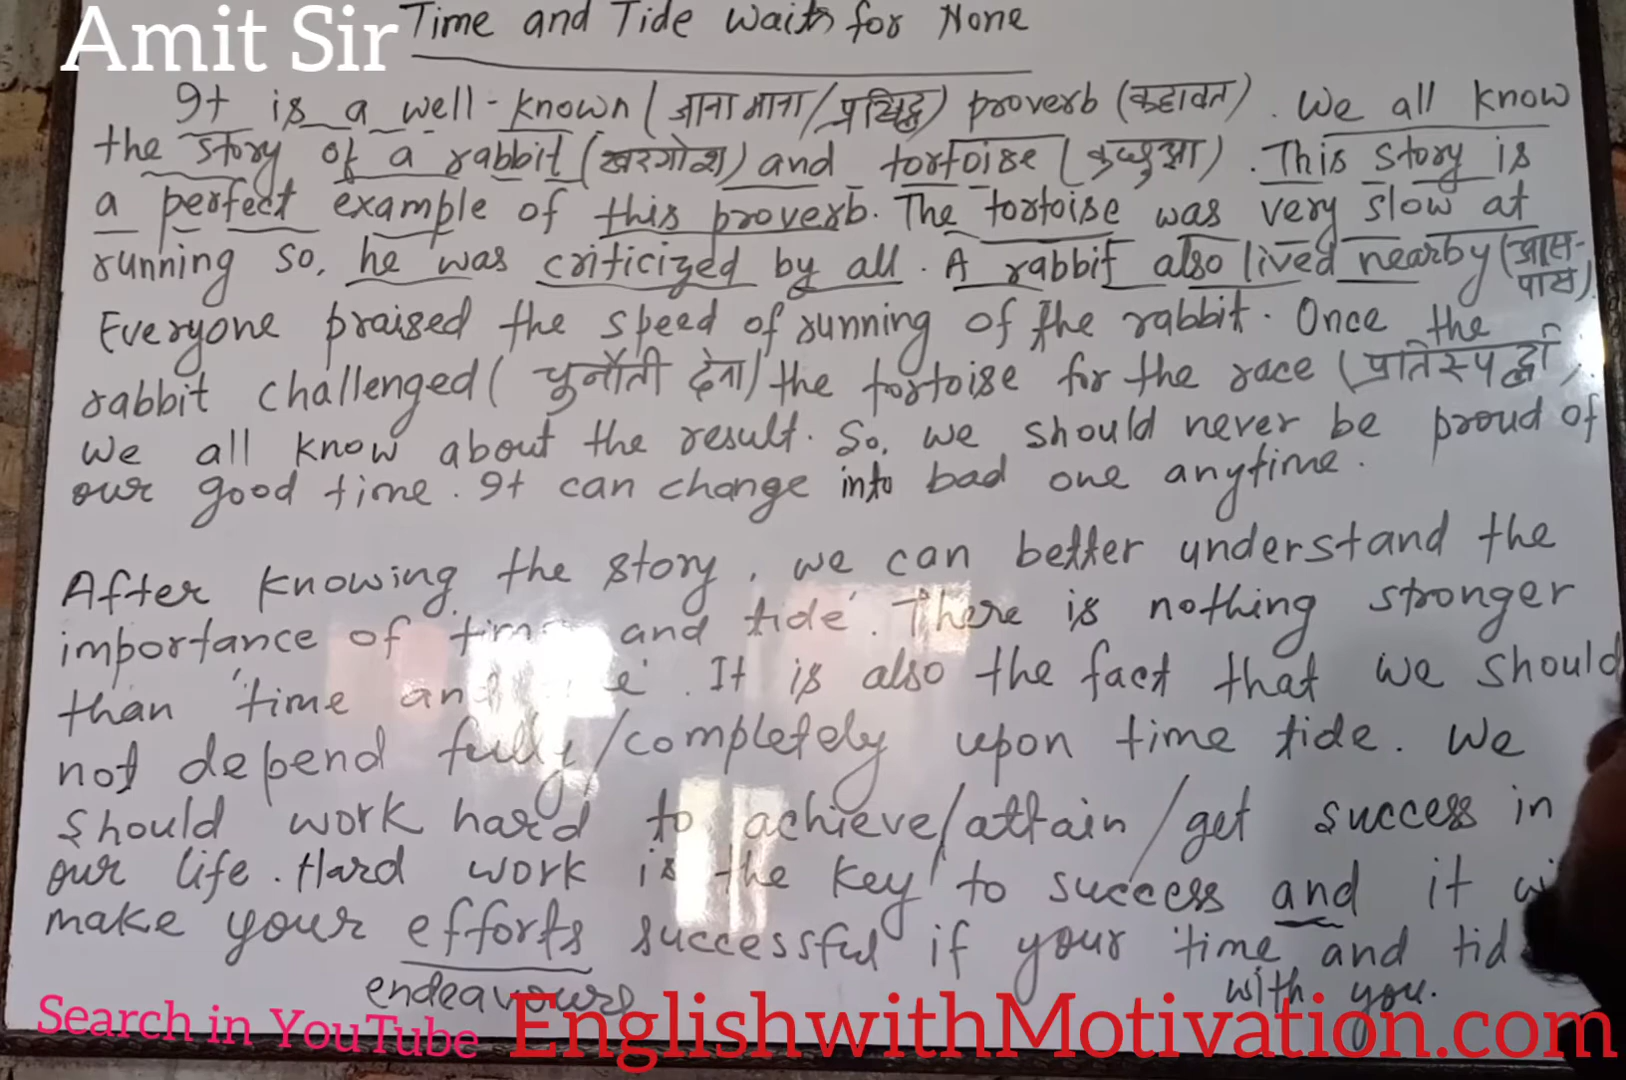 Amit Sir
Time and Tide Waits for None
It is a well-known (जाना माना/प्रसिद्ध) proverb (कहावत). We all know
the story of a rabbit (खरगोश) and tortoise (कछुआ). This story is
a perfect example of this proverb. The tortoise was very slow at
running so, he was criticized by all. A rabbit also lived nearby (आस-
पास)
Everyone praised the speed of running of the rabbit. Once the
rabbit challenged (चुनौती देना) the tortoise for the race (प्रतिस्पर्द्धा).
We all know about the result. So, we should never be proud of
our good time. It can change into bad one anytime.
After knowing the story, we can better understand the
importance of and tide'. There is nothing stronger
than 'time . It is also the fact that we should
not depend fully/completely upon time tide. We
should work hard to achieve/attain/get success in
our life. Hard work is the key to success and it
make your efforts successful if your time and
endeavours with you.
Search in YouTube EnglishwithMotivation.com